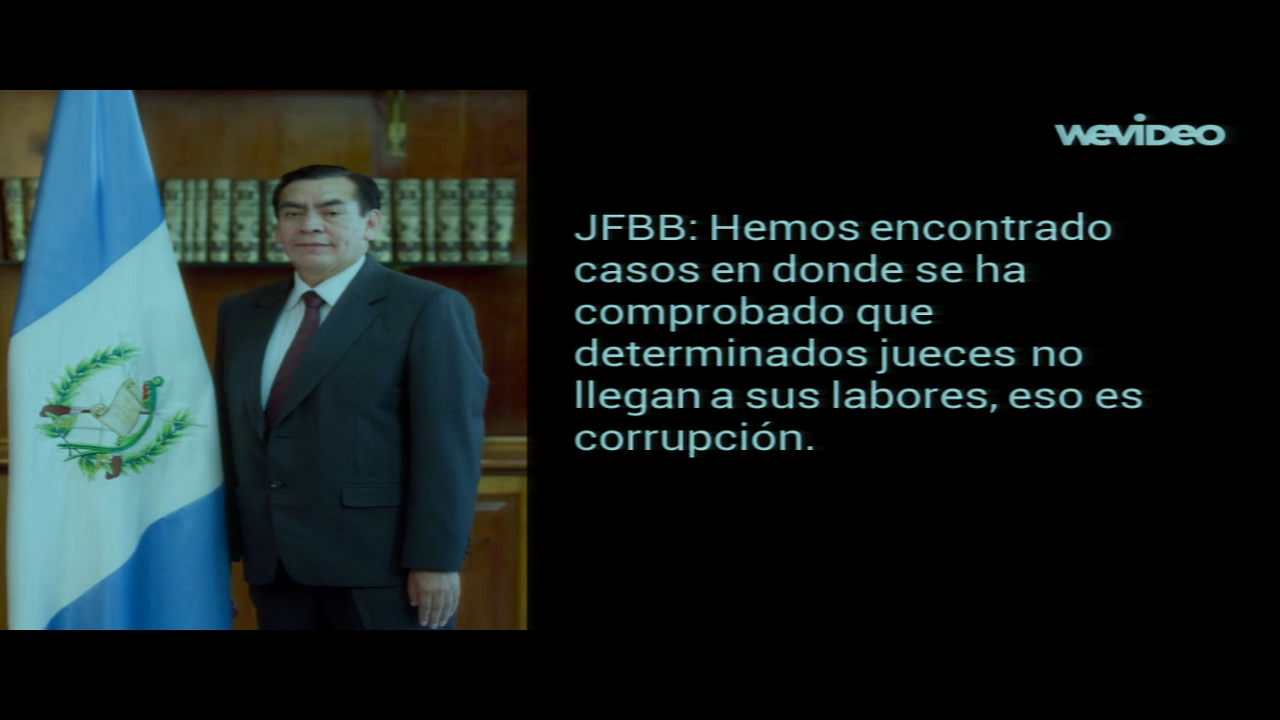 WEVIDEO
JFBB: Hemos encontrado
casos en donde se ha
comprobado que
determinados jueces no
llegan a sus labores, eso es
corrupción.